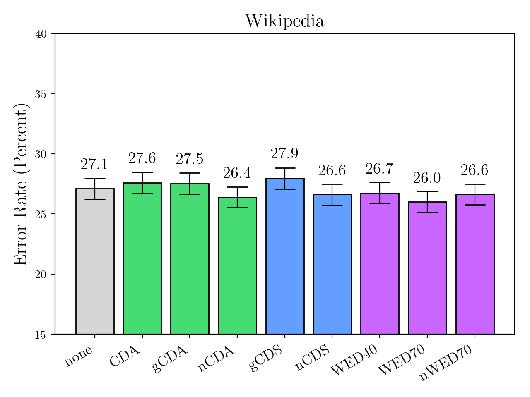 Wikipedia
Error Rate (Percent)
40
30
25
20
15
27.1
27.6
27.5
26.4
27.9
26.6
26.7
26.0
26.6
none
CDA
gCDA
nCDA
gCDS
nCDS
WED40
WED70
nWED70